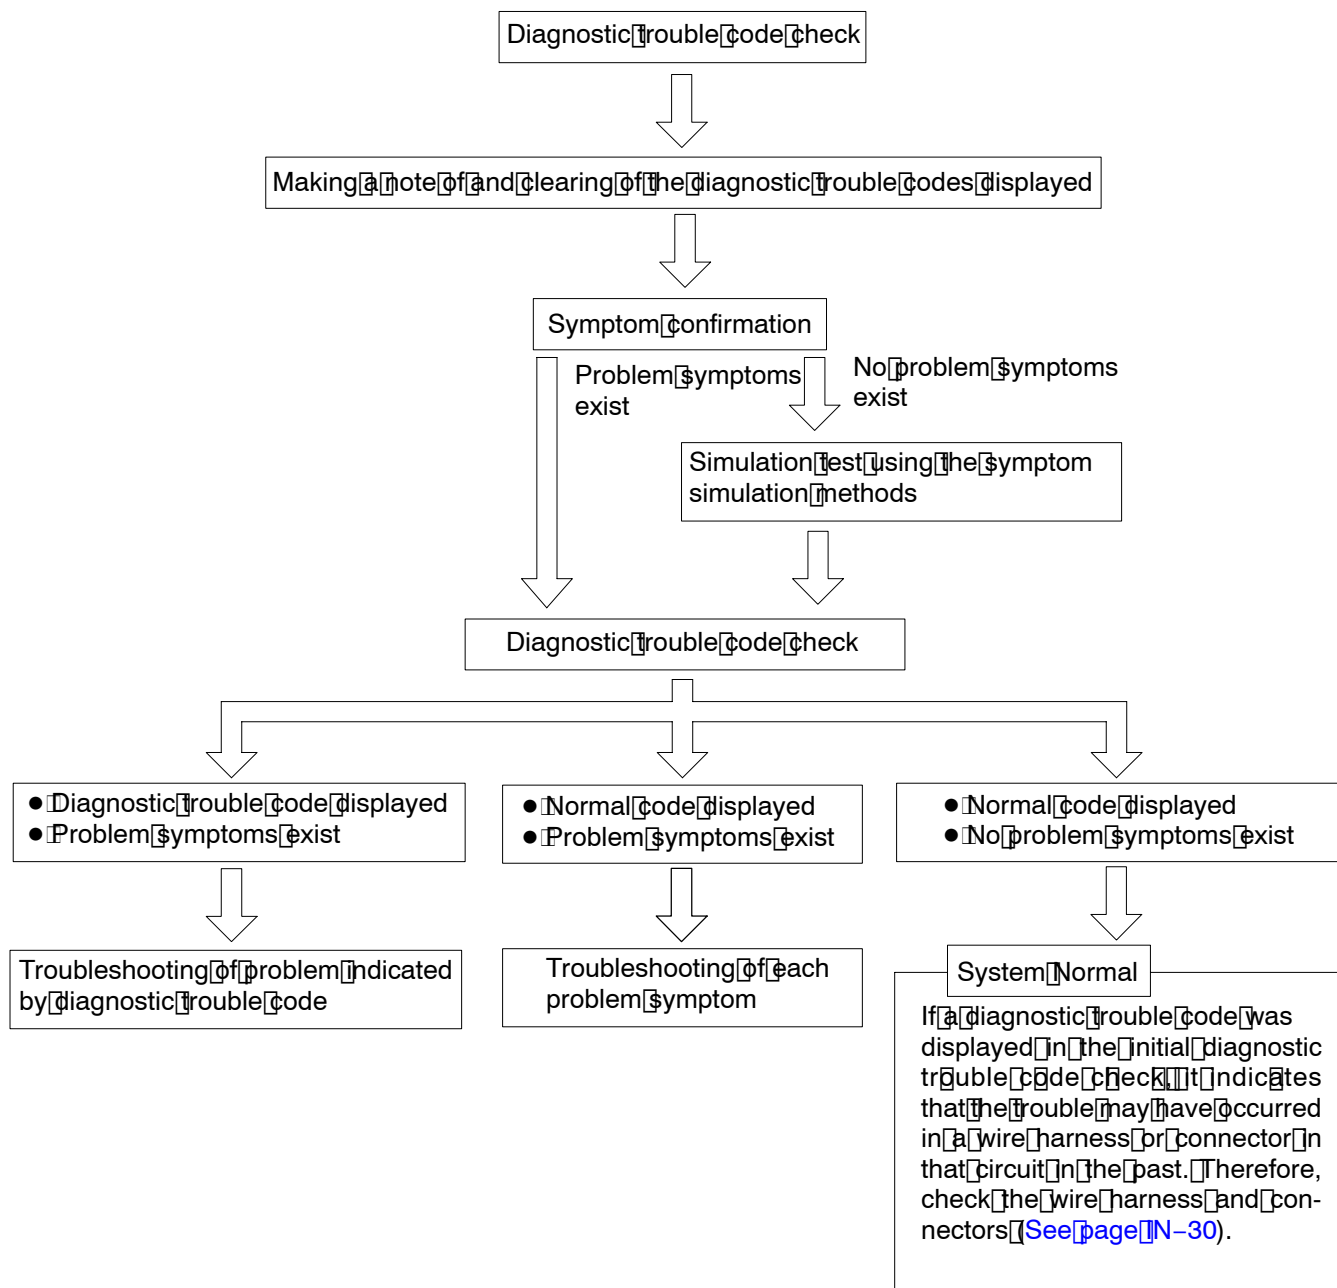 Diagnostic trouble code check
Making a note of and clearing of the diagnostic trouble codes displayed
Symptom confirmation
Problem symptoms
exist
No problem symptoms
exist
Simulation test using the symptom
simulation methods
Diagnostic trouble code check
● Diagnostic trouble code displayed
● Problem symptoms exist
● Normal code displayed
● Problem symptoms exist
● Normal code displayed
● No problem symptoms exist
Troubleshooting of problem indicated
by diagnostic trouble code
Troubleshooting of each
problem symptom
System Normal
If a diagnostic trouble code was
displayed in the initial diagnostic
trouble code check, it indicates
that the trouble may have occurred
in a wire harness or connector in
that circuit in the past. Therefore,
check the wire harness and con-
nectors (See page IN–30).